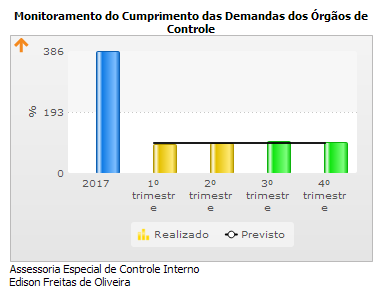 Monitoramento do Cumprimento das Demandas dos Órgãos de
Controle
386
193
0
%
2017
1º
trimestr
e
2º
trimestr
e
3º
trimestr
e
4º
trimestr
e
Realizado
Previsto
Assessoria Especial de Controle Interno
Edison Freitas de Oliveira